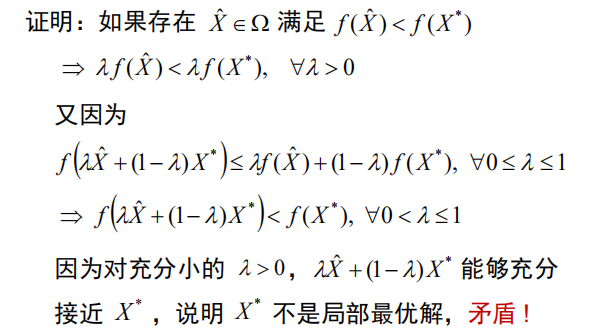 证明：如果存在 $\hat{X} \in \Omega$ 满足 $f(\hat{X}) < f(X^*)$
$\Rightarrow \lambda f(\hat{X}) < \lambda f(X^*), \quad \forall \lambda > 0$
又因为
$f\left(\lambda \hat{X} + (1-\lambda) X^*\right) \leq \lambda f(\hat{X}) + (1-\lambda) f(X^*), \ \forall 0 \leq \lambda \leq 1$
$\Rightarrow f\left(\lambda \hat{X} + (1-\lambda) X^*\right) < f(X^*), \ \forall 0 < \lambda \leq 1$
因为对充分小的 $\lambda > 0$，$\lambda \hat{X} + (1-\lambda) X^*$ 能够充分
接近 $X^*$，说明 $X^*$ 不是局部最优解，矛盾！